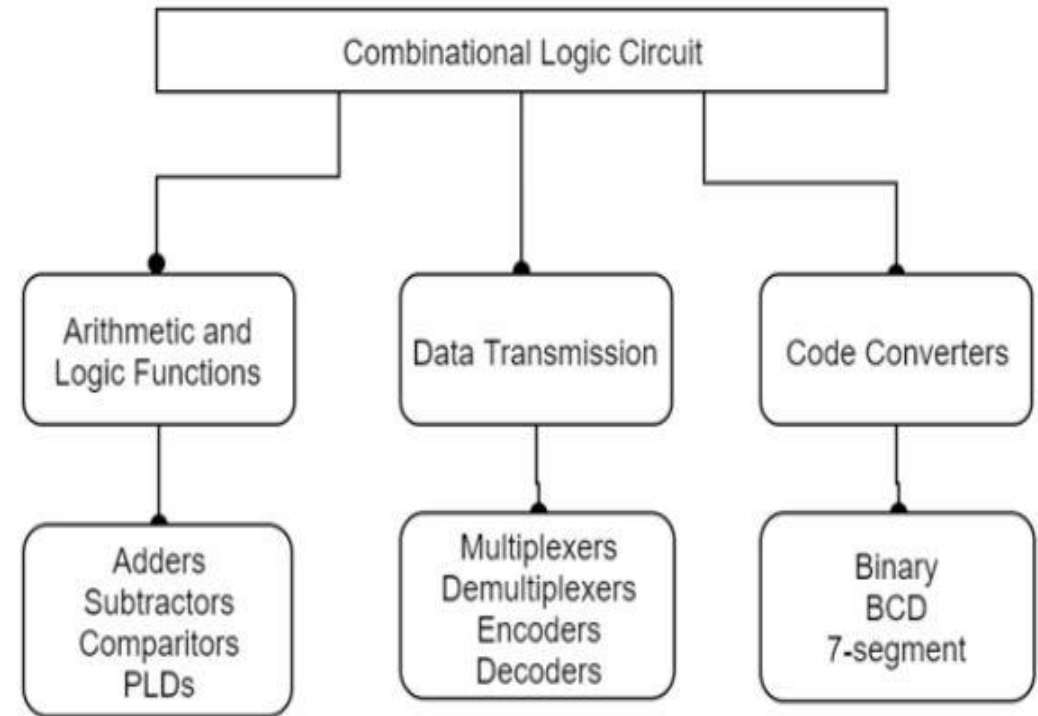 Combinational Logic Circuit
Arithmetic and
Logic Functions
Data Transmission
Code Converters
Adders
Subtractors
Comparitors
PLDs
Multiplexers
Demultiplexers
Encoders
Decoders
Binary
BCD
7-segment